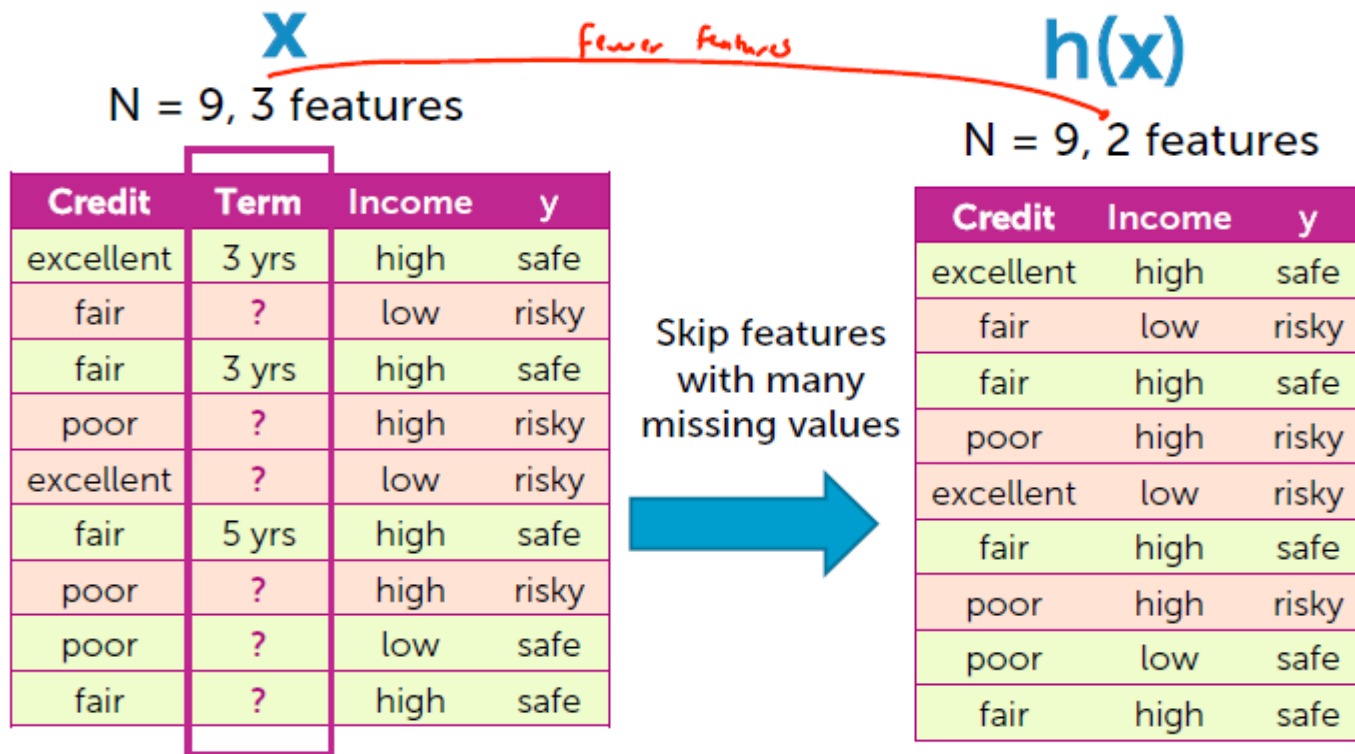 x
fewer features
h(x)
N = 9, 3 features
N = 9, 2 features
Credit Term Income y
excellent 3 yrs high safe
fair ? low risky
fair 3 yrs high safe
poor ? high risky
excellent ? low risky
fair 5 yrs high safe
poor ? high risky
poor ? low safe
fair ? high safe
Skip features
with many
missing values
Credit Income y
excellent high safe
fair low risky
fair high safe
poor high risky
excellent low risky
fair high safe
poor high risky
poor low safe
fair high safe